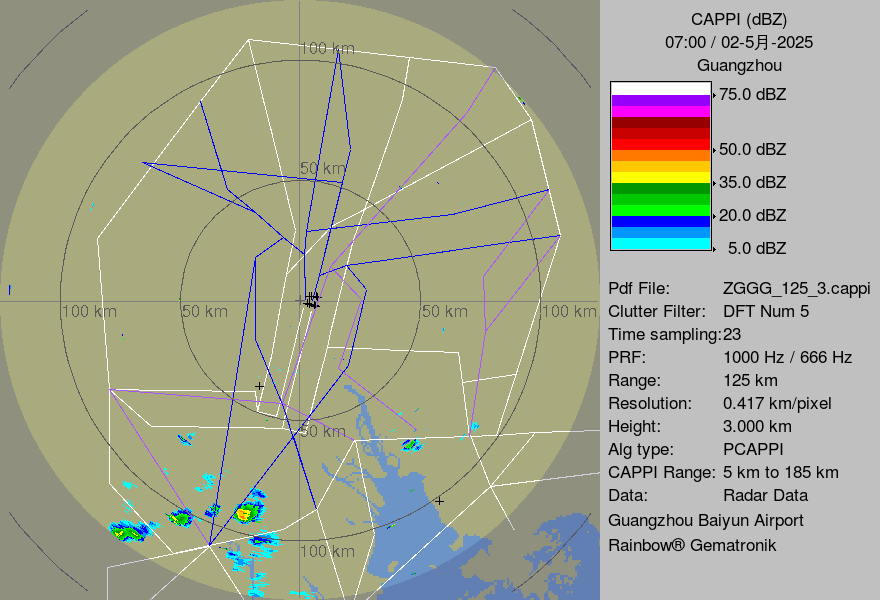 CAPPI (dBZ)
07:00 / 02-5月-2025
Guangzhou
75.0 dBZ
50.0 dBZ
35.0 dBZ
20.0 dBZ
5.0 dBZ
Pdf File: ZGGG_125_3.cappi
Clutter Filter: DFT Num 5
Time sampling:23
PRF: 1000 Hz / 666 Hz
Range: 125 km
Resolution: 0.417 km/pixel
Height: 3.000 km
Alg type: PCAPPI
CAPPI Range: 5 km to 185 km
Data: Radar Data
Guangzhou Baiyun Airport
Rainbow® Gematronik
100 km
50 km
100 km
50 km
50 km
100 km
50 km
100 km